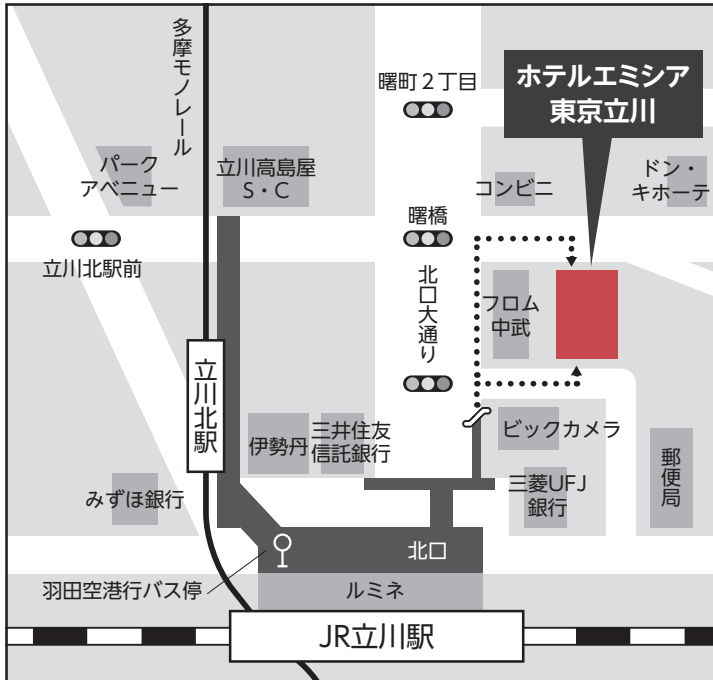 多摩モノレール
曙町2丁目
ホテルエミシア
東京立川
パーク
アベニュー
立川高島屋
S・C
コンビニ
ドン・
キホーテ
曙橋
立川北駅前
北口大通り
フロム
中武
立川北駅
伊勢丹
三井住友
信託銀行
ビックカメラ
郵便局
みずほ銀行
三菱UFJ
銀行
北口
羽田空港行バス停
ルミネ
JR立川駅